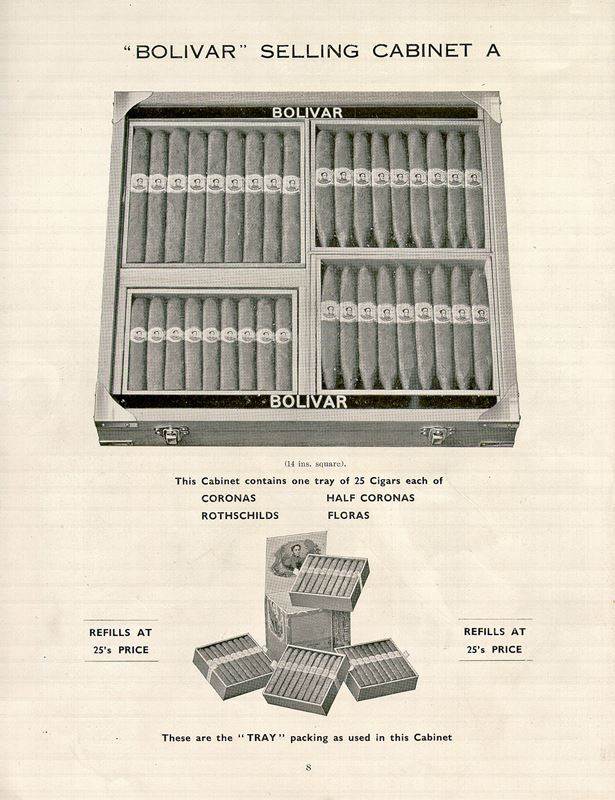 "BOLIVAR" SELLING CABINET A
BOLIVAR
BOLIVAR
(14 ins. square).
This Cabinet contains one tray of 25 Cigars each of
CORONAS HALF CORONAS
ROTHSCHILDS FLORAS
REFILLS AT
25's PRICE
REFILLS AT
25's PRICE
These are the "TRAY" packing as used in this Cabinet
8